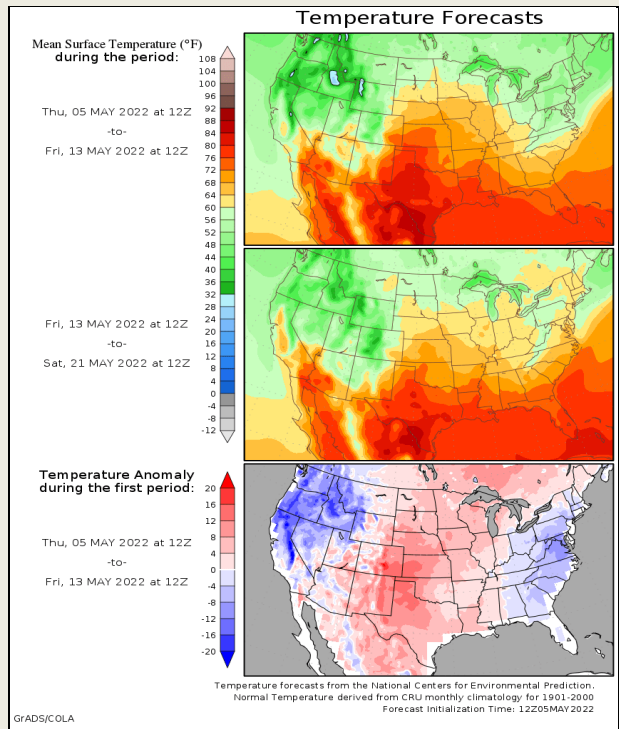 Temperature Forecasts
Mean Surface Temperature (°F)
during the period:
Thu, 05 MAY 2022 at 12Z
-to-
Fri, 13 MAY 2022 at 12Z
108
104
100
96
92
88
84
80
76
72
68
64
60
56
52
48
44
40
36
32
28
24
20
16
12
8
4
0
-4
-8
-12
Fri, 13 MAY 2022 at 12Z
-to-
Sat, 21 MAY 2022 at 12Z
Temperature Anomaly
during the first period:
Thu, 05 MAY 2022 at 12Z
-to-
Fri, 13 MAY 2022 at 12Z
20
16
12
8
4
0
-4
-8
-12
-16
-20
Temperature forecasts from the National Centers for Environmental Prediction.
Normal Temperature derived from CRU monthly climatology for 1901-2000
Forecast Initialization Time: 12Z05MAY2022
GrADS/COLA